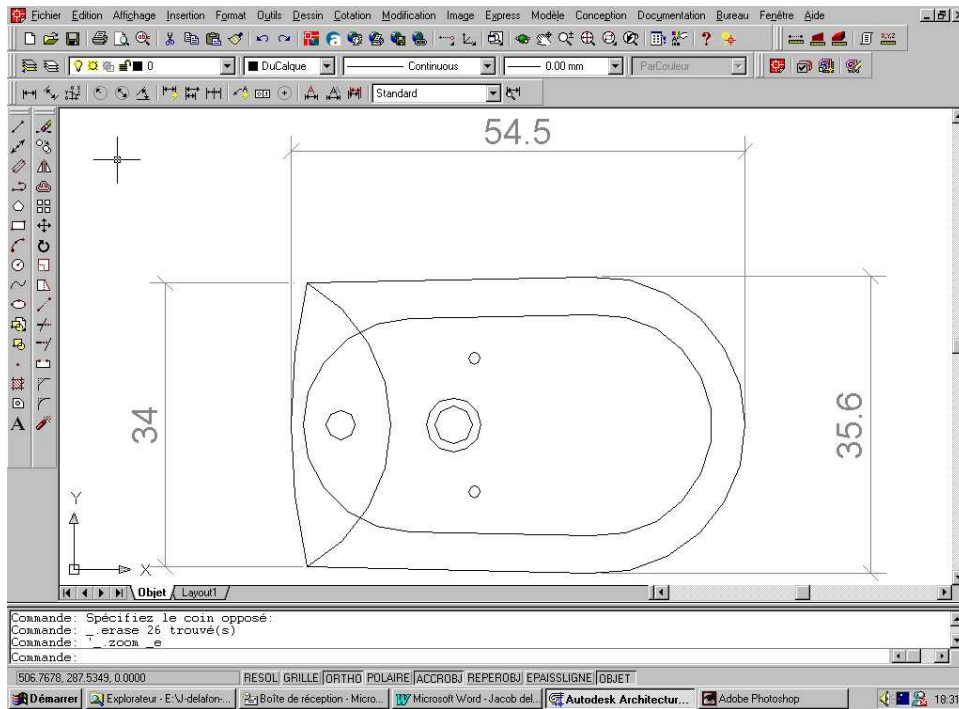 Fichier Edition Affichage Insertion Format Outils Dessin Cotation Modification Image Express Modèle Conception Documentation Bureau Fenêtre Aide
0 DuCalque Continuous 0.00 mm ParCouleur
Standard
54.5
34
35.6
Y
X
A
Objet Layout1
Commande: Spécifiez le coin opposé:
Commande: _.erase 26 trouvé(s)
Commande: '_.zoom _e
Commande:
506.7678, 287.5349, 0.0000 RESOL GRILLE ORTHO POLAIRE ACCROBJ REPEROBJ EPAISSLIGNE OBJET
Démarrer Explorateur - E:\J-delafon-... Boîte de réception - Micro... Microsoft Word - Jacob del... Autodesk Architectur... Adobe Photoshop 18:31